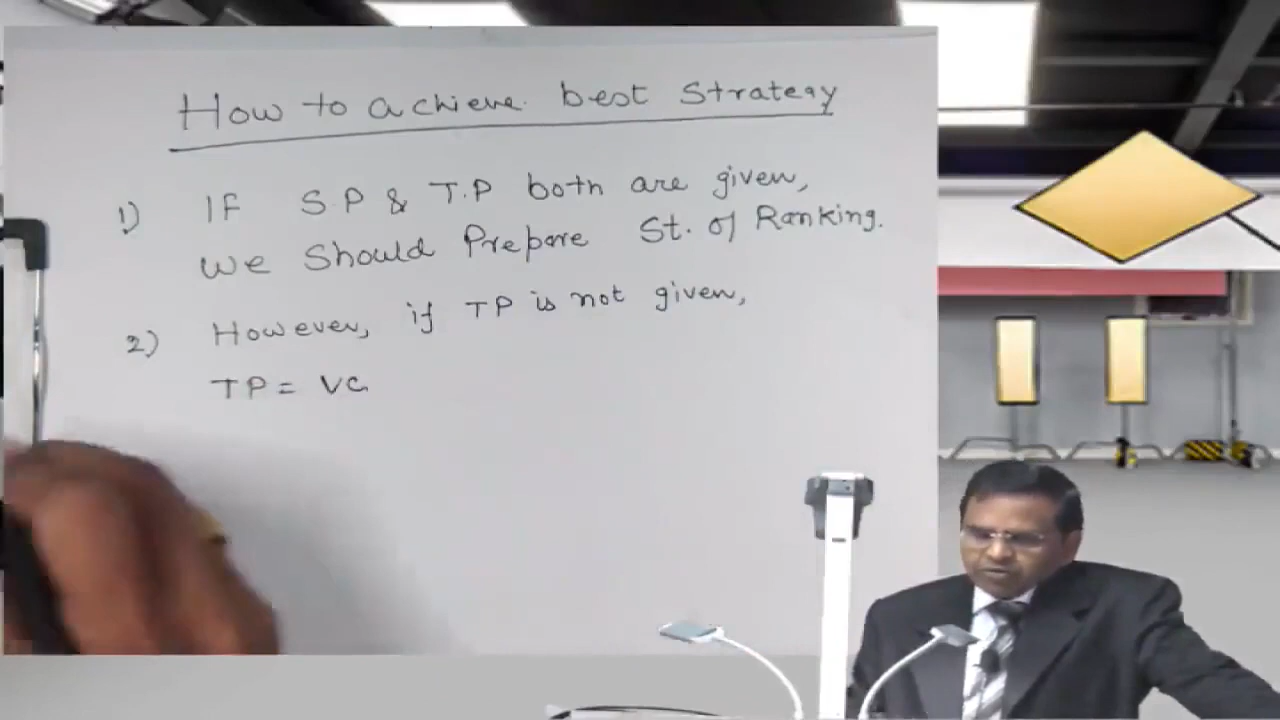 How to achieve best Strategy
1) IF S.P & T.P both are given,
we should Prepare St. of Ranking.
2) However, if TP is not given,
TP = VC